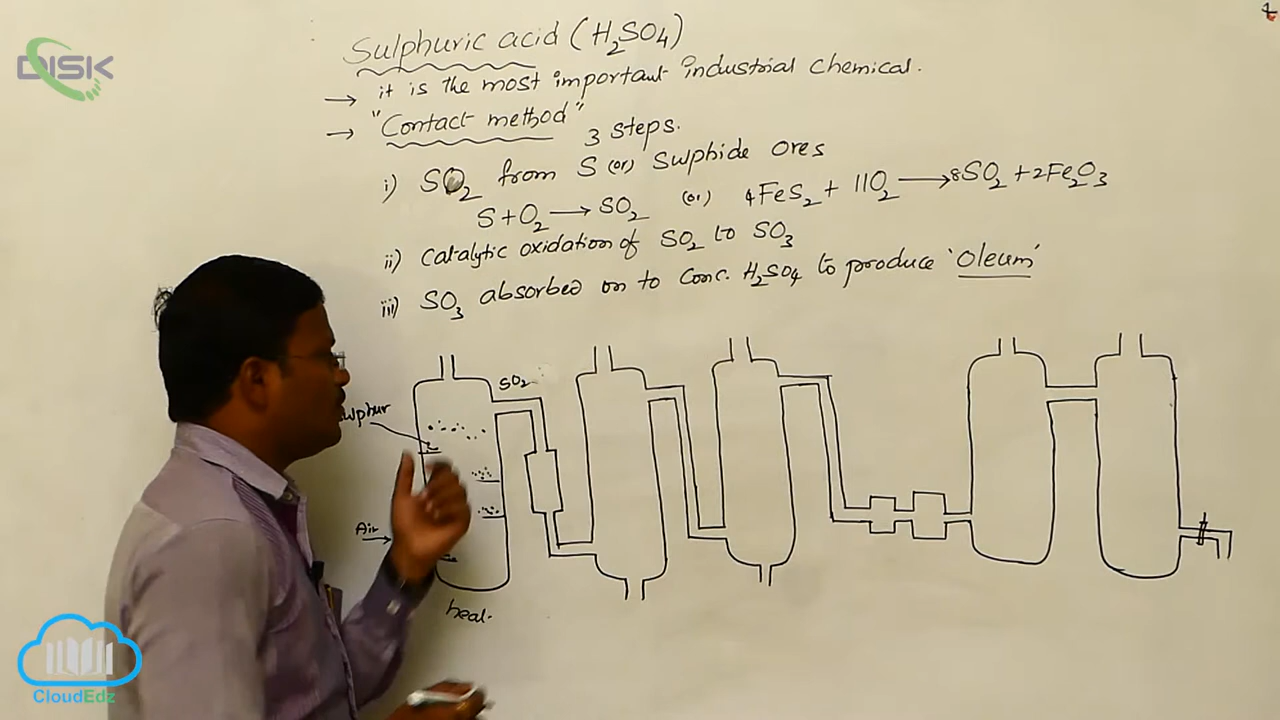 DISK
Sulphuric acid (H2SO4)
→ it is the most important industrial chemical.
→ "Contact method"
3 steps.
i) SO2 from S (or) Sulphide ores
S + O2 → SO2 (or) 4FeS2 + 11O2 → 8SO2 + 2Fe2O3
ii) Catalytic oxidation of SO2 to SO3
iii) SO3 absorbed on to Conc. H2SO4 to produce 'Oleum'
SO2
Air
heat
CloudEdz